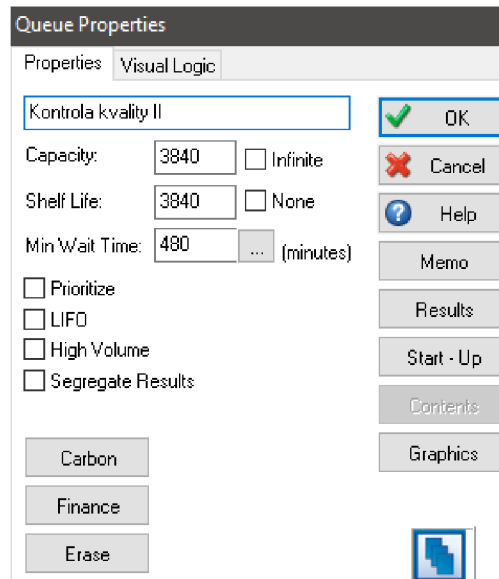 Queue Properties
Properties Visual Logic
Kontrola kvality II
OK
Capacity: 3840 Infinite
Cancel
Shelf Life: 3840 None
Help
Min Wait Time: 480 ... (minutes)
Memo
Prioritize
Results
LIFO
High Volume
Start - Up
Segregate Results
Contents
Carbon
Graphics
Finance
Erase